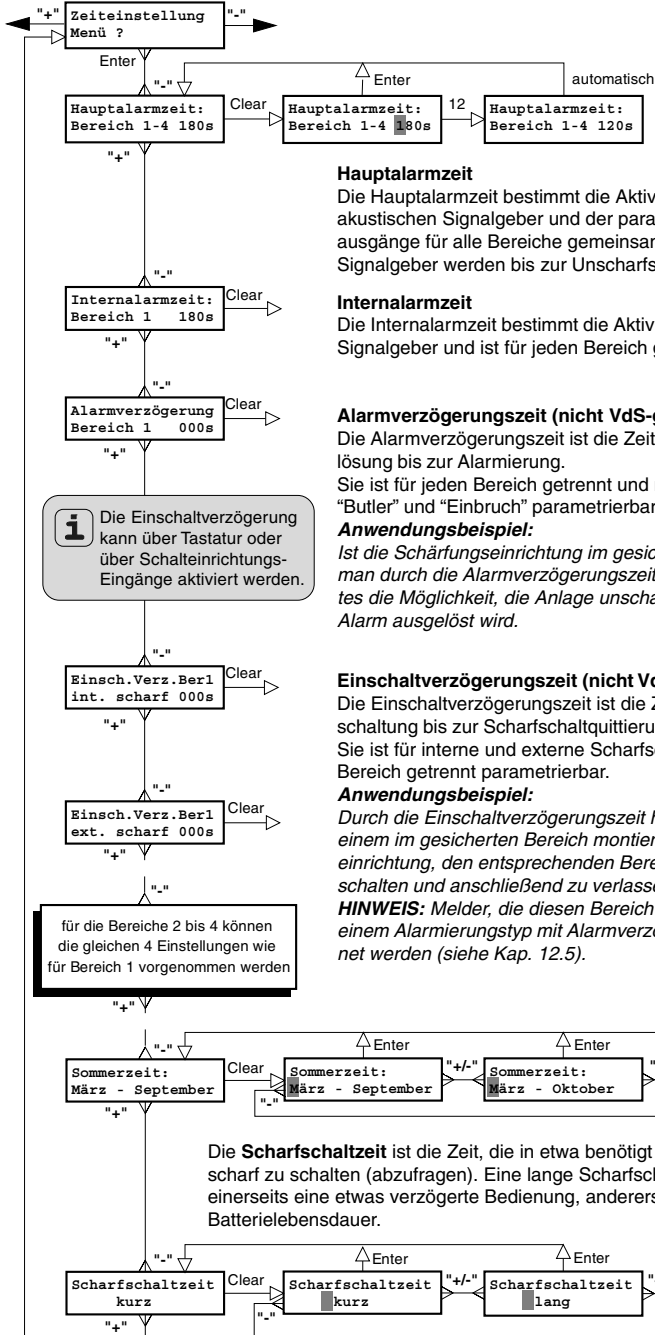 "+" Zeiteinstellung "-"
Menü ?
Enter
"-" Enter automatisch
Hauptalarmzeit: Clear Hauptalarmzeit: 12 Hauptalarmzeit:
Bereich 1-4 180s Bereich 1-4 180s Bereich 1-4 120s
"+"
Hauptalarmzeit
Die Hauptalarmzeit bestimmt die Aktiv
akustischen Signalgeber und der para
ausgänge für alle Bereiche gemeinsar
Signalgeber werden bis zur Unscharfs
"-"
Internalarmzeit: Clear
Bereich 1 180s
"+"
Internalarmzeit
Die Internalarmzeit bestimmt die Aktiv
Signalgeber und ist für jeden Bereich
"-"
Alarmverzögerung Clear
Bereich 1 000s
"+"
Alarmverzögerungszeit (nicht VdS-g
Die Alarmverzögerungszeit ist die Zeit
lösung bis zur Alarmierung.
Sie ist für jeden Bereich getrennt und
“Butler” und “Einbruch” parametrierbar
Anwendungsbeispiel:
Ist die Schärfungseinrichtung im gesic
man durch die Alarmverzögerungszeit
tes die Möglichkeit, die Anlage unscha
Alarm ausgelöst wird.
i Die Einschaltverzögerung
kann über Tastatur oder
über Schalteinrichtungs-
Eingänge aktiviert werden.
"-"
Einsch.Verz.Ber1 Clear
int. scharf 000s
"+"
Einschaltverzögerungszeit (nicht Vd
Die Einschaltverzögerungszeit ist die Z
schaltung bis zur Scharfschaltquittieru
Sie ist für interne und externe Scharfs
Bereich getrennt parametrierbar.
Anwendungsbeispiel:
Durch die Einschaltverzögerungszeit h
einem im gesicherten Bereich montier
einrichtung, den entsprechenden Bere
schalten und anschließend zu verlasse
HINWEIS: Melder, die diesen Bereich
einem Alarmierungstyp mit Alarmverzö
net werden (siehe Kap. 12.5).
"-"
Einsch.Verz.Ber1 Clear
ext. scharf 000s
"+"
"-"
für die Bereiche 2 bis 4 können
die gleichen 4 Einstellungen wie
für Bereich 1 vorgenommen werden
"+"
"-" Enter Enter
Sommerzeit: Clear Sommerzeit: "+/-" Sommerzeit:
März - September März - September März - Oktober
"+" "-"
Die Scharfschaltzeit ist die Zeit, die in etwa benötigt
scharf zu schalten (abzufragen). Eine lange Scharfscl
einerseits eine etwas verzögerte Bedienung, anderers
Batterielebensdauer.
"-" Enter Enter
Scharfschaltzeit Clear Scharfschaltzeit "+/-" Scharfschaltzeit
kurz kurz lang
"+" "-"